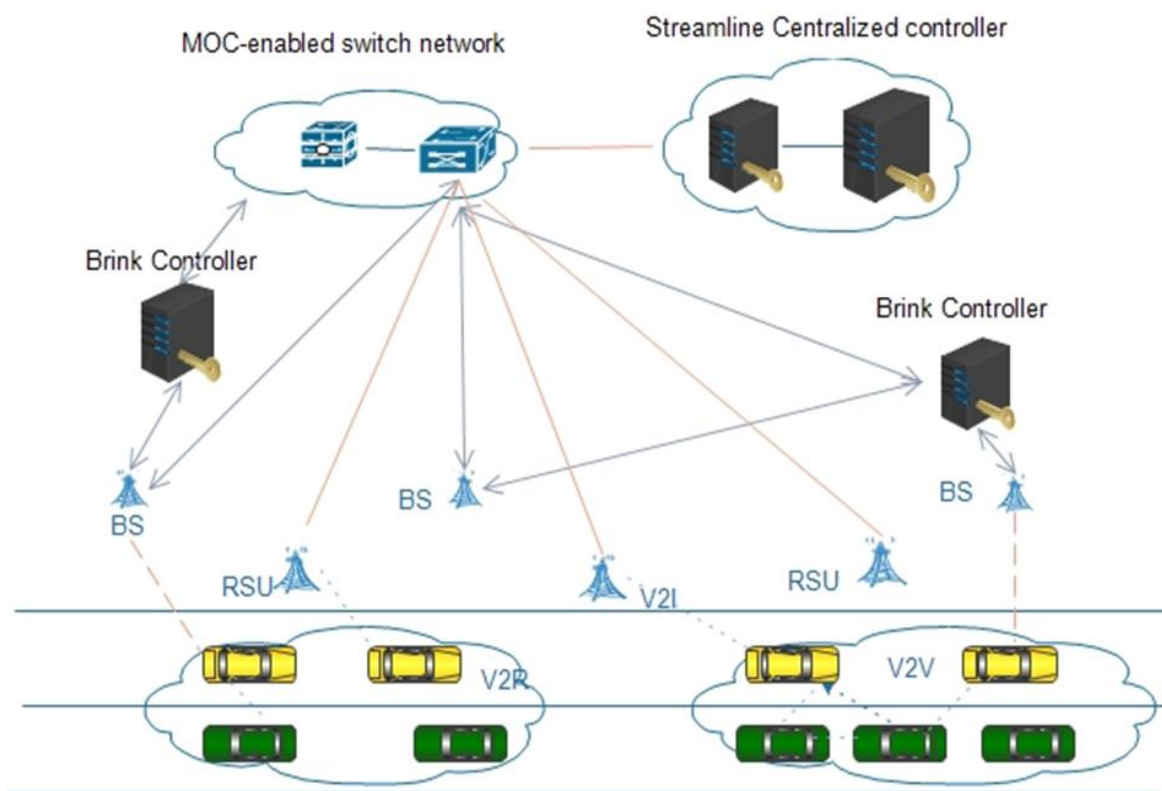 Streamline Centralized controller
MOC-enabled switch network
Brink Controller
Brink Controller
BS
BS
BS
RSU
V2I
RSU
V2R
V2V